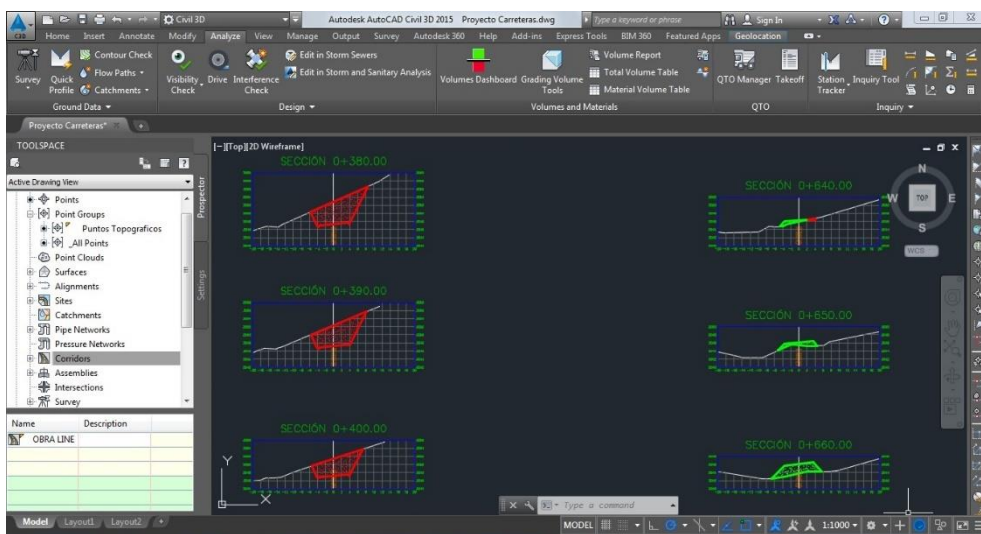 C3D
Civil 3D
Autodesk AutoCAD Civil 3D 2015 Proyecto Carreteras.dwg
Type a keyword or phrase
Sign In
Home Insert Annotate Modify Analyze View Manage Output Survey Autodesk 360 Help Add-ins Express Tools BIM 360 Featured Apps Geolocation
Survey
Quick Profile
Contour Check
Flow Paths
Catchments
Visibility Check
Drive
Interference Check
Edit in Storm Sewers
Edit in Storm and Sanitary Analysis
Volumes Dashboard
Grading Volume Tools
Volume Report
Total Volume Table
Material Volume Table
QTO Manager
Takeoff
Station Tracker
Inquiry Tool
Ground Data
Design
Volumes and Materials
QTO
Inquiry
Proyecto Carreteras*
TOOLSPACE
Active Drawing View
Points
Point Groups
Puntos Topograficos
_All Points
Point Clouds
Surfaces
Alignments
Sites
Catchments
Pipe Networks
Pressure Networks
Corridors
Assemblies
Intersections
Survey
Prospector
Settings
Name Description
OBRA LINE
[-][Top][2D Wireframe]
SECCIÓN 0+380.00
SECCIÓN 0+640.00
SECCIÓN 0+390.00
SECCIÓN 0+650.00
SECCIÓN 0+400.00
SECCIÓN 0+660.00
N
W TOP E
S
WCS
Y
X
Type a command
Model Layout1 Layout2
MODEL
1:1000